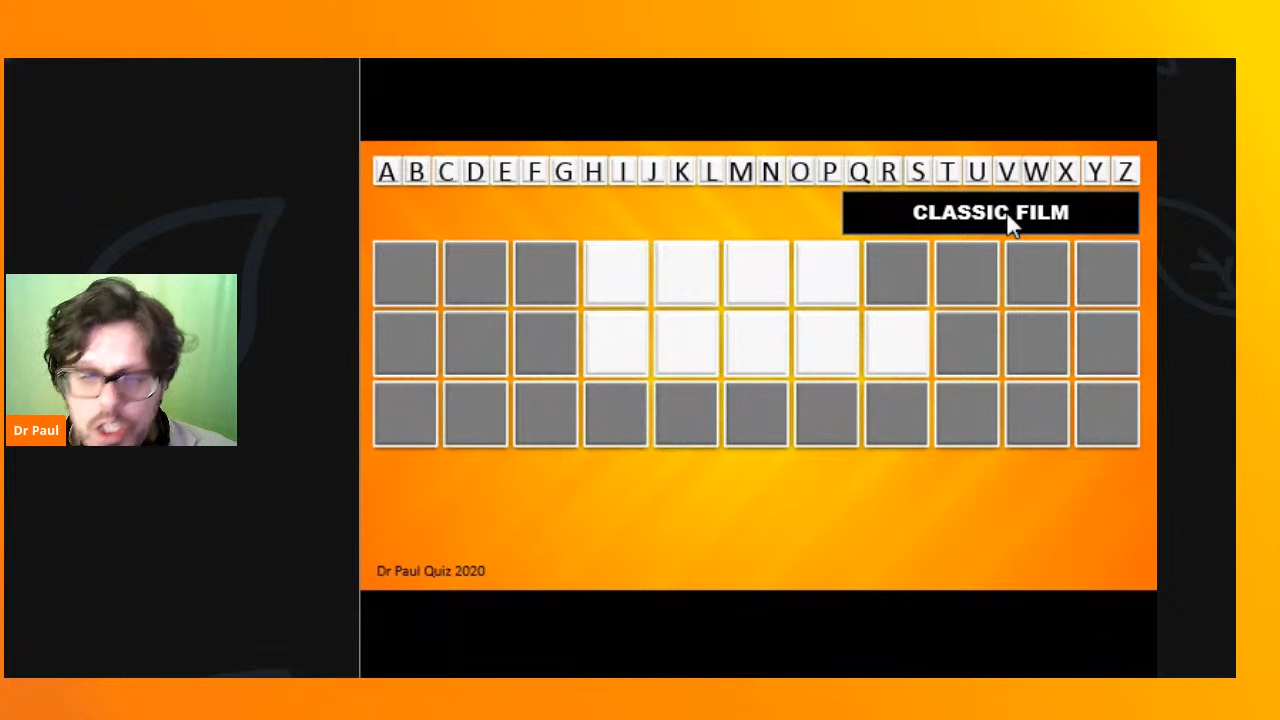 A B C D E F G H I J K L M N O P Q R S T U V W X Y Z
CLASSIC FILM
Dr Paul
Dr Paul Quiz 2020